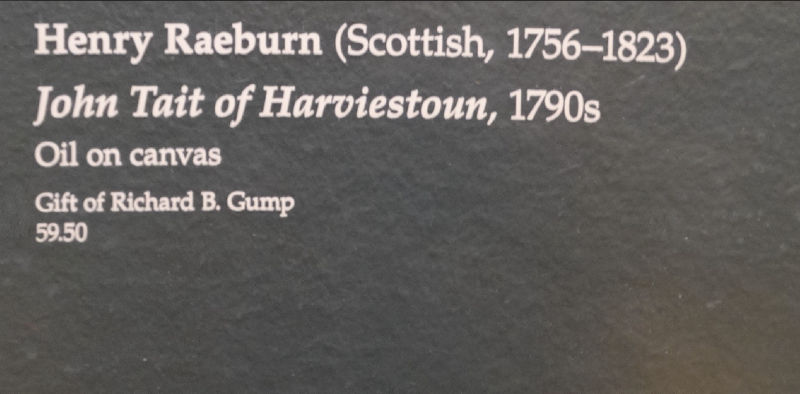 Henry Raeburn (Scottish, 1756–1823)
John Tait of Harviestoun, 1790s
Oil on canvas
Gift of Richard B. Gump
59.50